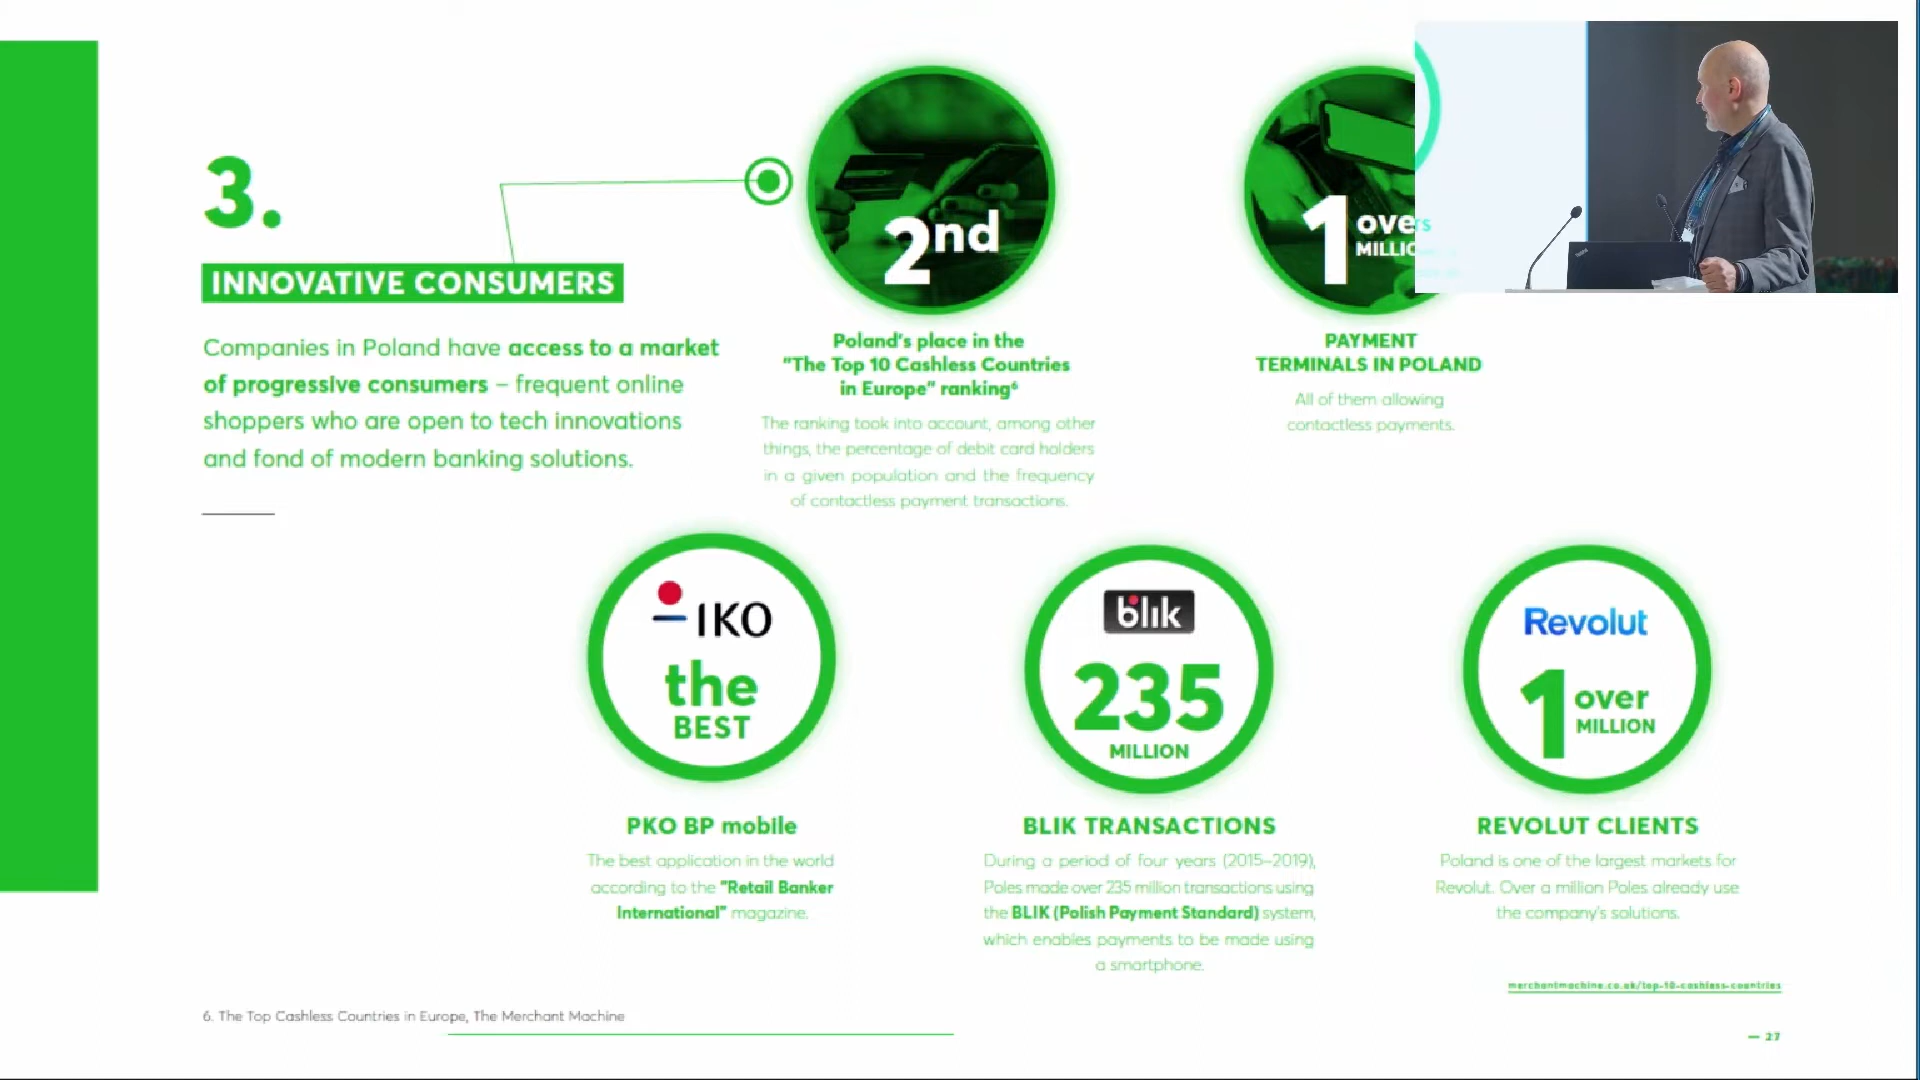 3.
INNOVATIVE CONSUMERS
Companies in Poland have access to a market
of progressive consumers – frequent online
shoppers who are open to tech innovations
and fond of modern banking solutions.
2nd
Poland's place in the
"The Top 10 Cashless Countries
in Europe" ranking⁶
The ranking took into account, among other
things, the percentage of debit card holders
in a given population and the frequency
of contactless payment transactions.
1 ove
MILLIO
PAYMENT
TERMINALS IN POLAND
All of them allowing
contactless payments.
IKO
the
BEST
PKO BP mobile
The best application in the world
according to the "Retail Banker
International" magazine.
blik
235
MILLION
BLIK TRANSACTIONS
During a period of four years (2015–2019),
Poles made over 235 million transactions using
the BLIK (Polish Payment Standard) system,
which enables payments to be made using
a smartphone.
Revolut
1 over
MILLION
REVOLUT CLIENTS
Poland is one of the largest markets for
Revolut. Over a million Poles already use
the company's solutions.
merchantmachine.co.uk/top-10-cashless-countries
6. The Top Cashless Countries in Europe, The Merchant Machine
— 27